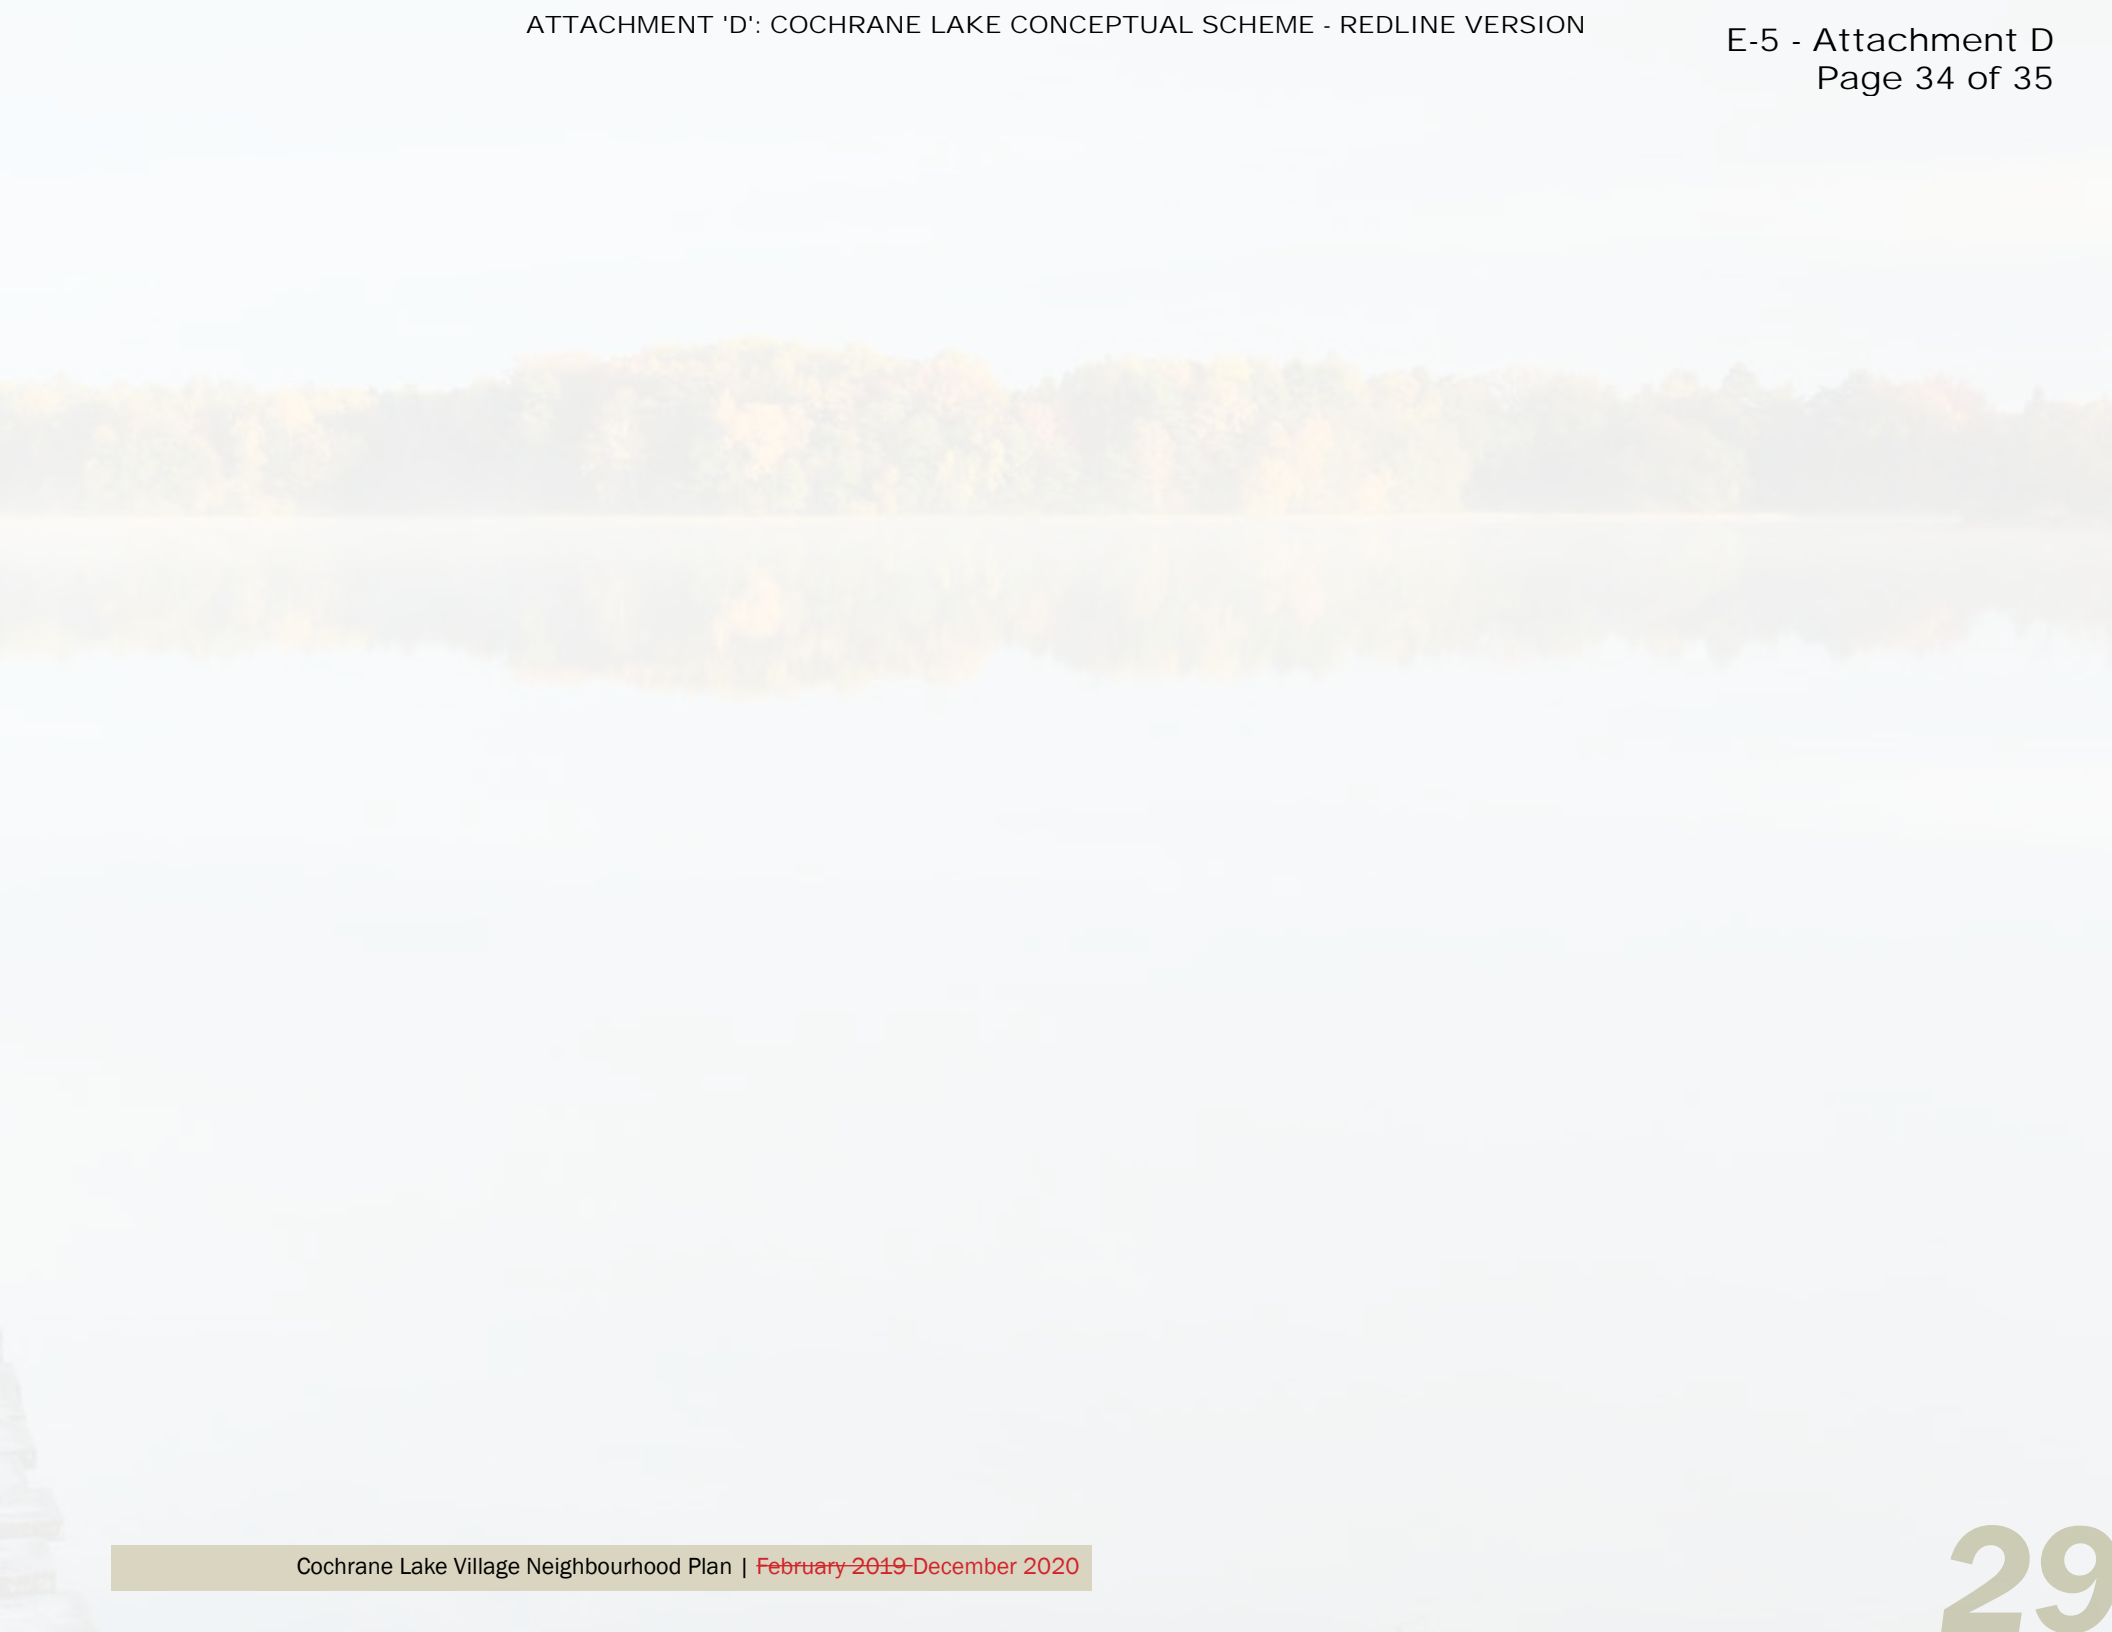 ATTACHMENT 'D': COCHRANE LAKE CONCEPTUAL SCHEME - REDLINE VERSION
E-5 - Attachment D
Page 34 of 35
Cochrane Lake Village Neighbourhood Plan | February 2019 December 2020
29